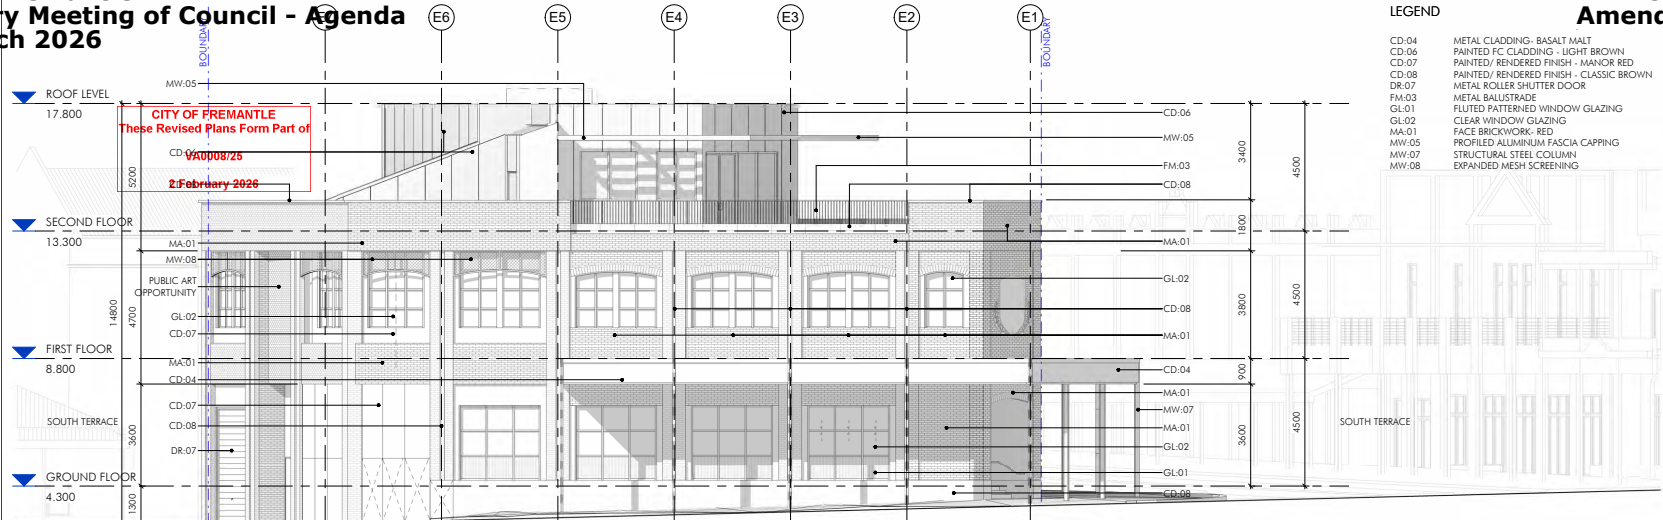 ry Meeting of Council - Agenda
ch 2026
Amend
E6
E5
E4
E3
E2
E1
BOUNDARY
BOUNDARY
LEGEND
CD:04 METAL CLADDING- BASALT MALT
CD:06 PAINTED FC CLADDING - LIGHT BROWN
CD:07 PAINTED/ RENDERED FINISH - MANOR RED
CD:08 PAINTED/ RENDERED FINISH - CLASSIC BROWN
DR:07 METAL ROLLER SHUTTER DOOR
FM:03 METAL BALUSTRADE
GL:01 FLUTED PATTERNED WINDOW GLAZING
GL:02 CLEAR WINDOW GLAZING
MA:01 FACE BRICKWORK- RED
MW:05 PROFILED ALUMINUM FASCIA CAPPING
MW:07 STRUCTURAL STEEL COLUMN
MW:08 EXPANDED MESH SCREENING
ROOF LEVEL
17.800
CITY OF FREMANTLE
These Revised Plans Form Part of
VA0008/25
2 February 2026
SECOND FLOOR
13.300
FIRST FLOOR
8.800
SOUTH TERRACE
GROUND FLOOR
4.300
MW:05
CD:06
MA:01
MW:08
PUBLIC ART
OPPORTUNITY
GL:02
CD:07
MA:01
CD:04
CD:07
CD:08
DR:07
14800
5200
4700
3600
1300
CD:06
MW:05
FM:03
CD:08
MA:01
GL:02
CD:08
MA:01
CD:04
MA:01
MW:07
MA:01
GL:02
GL:01
CD:08
3400
1800
3800
900
3600
4500
4500
4500
SOUTH TERRACE